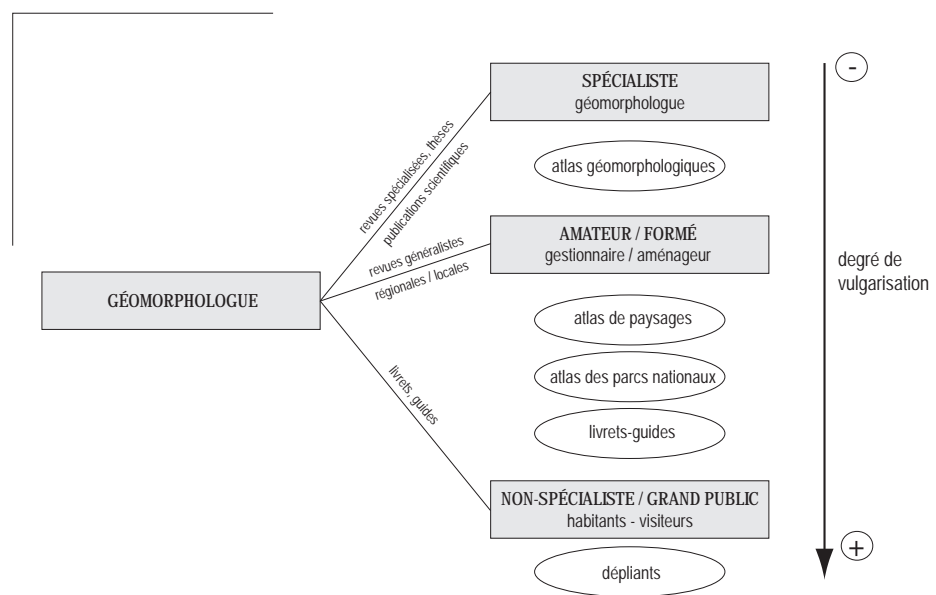 SPÉCIALISTE
géomorphologue
-
revues spécialisées, thèses
publications scientifiques
atlas géomorphologiques
AMATEUR / FORMÉ
gestionnaire / aménageur
revues généralistes
régionales / locales
degré de
vulgarisation
GÉOMORPHOLOGUE
atlas de paysages
atlas des parcs nationaux
livrets, guides
livrets-guides
NON-SPÉCIALISTE / GRAND PUBLIC
habitants - visiteurs
+
dépliants